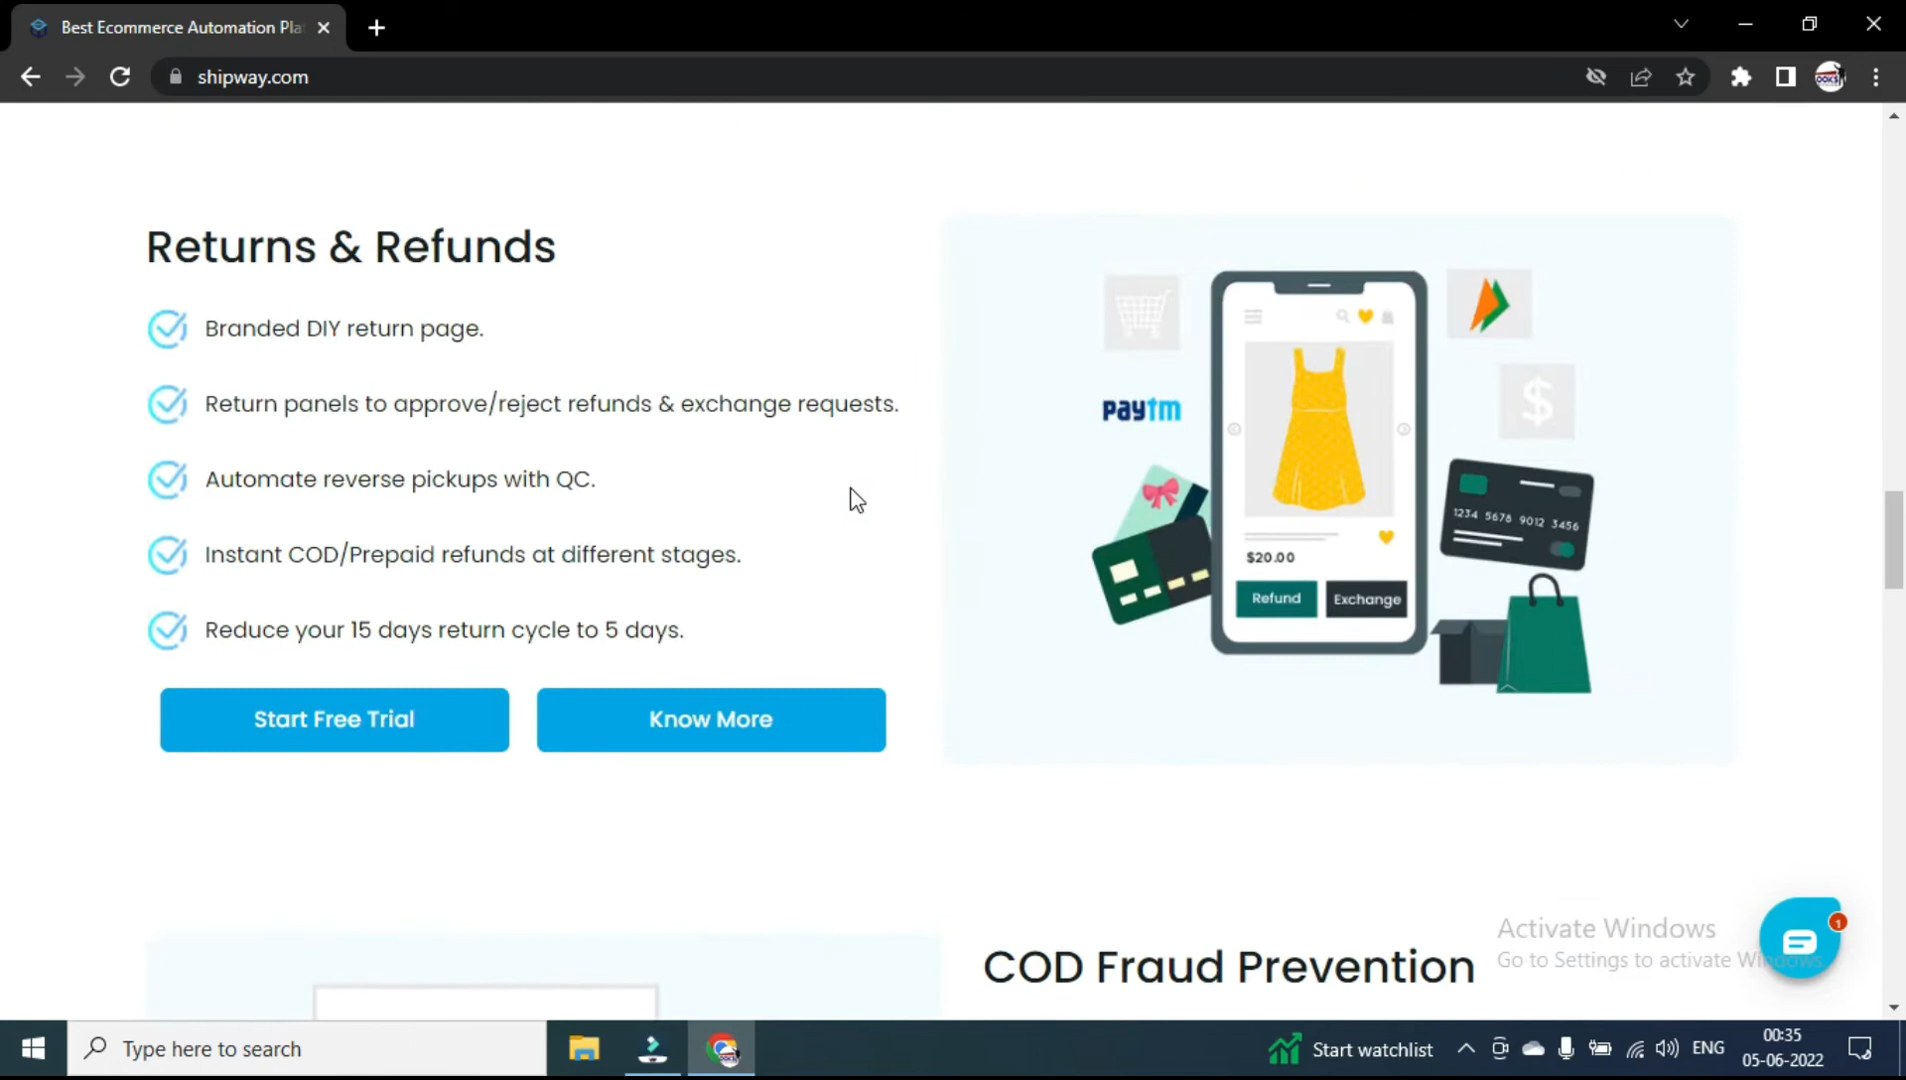 Best Ecommerce Automation Pla
shipway.com
Returns & Refunds
Branded DIY return page.
Return panels to approve/reject refunds & exchange requests.
Automate reverse pickups with QC.
Instant COD/Prepaid refunds at different stages.
Reduce your 15 days return cycle to 5 days.
Start Free Trial
Know More
paytm
$
1234 5678 9012 3456
$20.00
Refund
Exchange
COD Fraud Prevention
Activate Windows
Go to Settings to activate Windows.
1
Type here to search
Start watchlist
ENG
00:35
05-06-2022